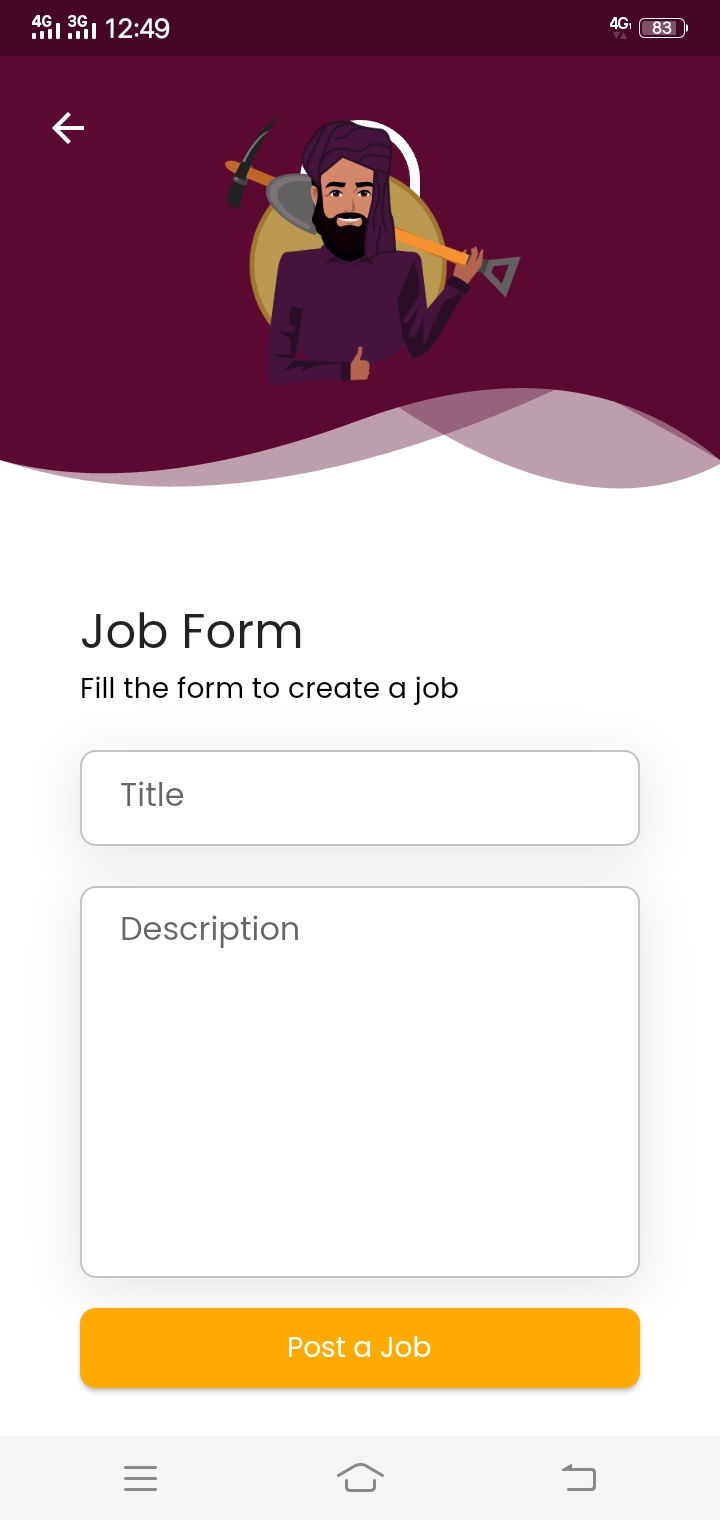 4G 3G 12:49 4G 83
Job Form
Fill the form to create a job
Title
Description
Post a Job